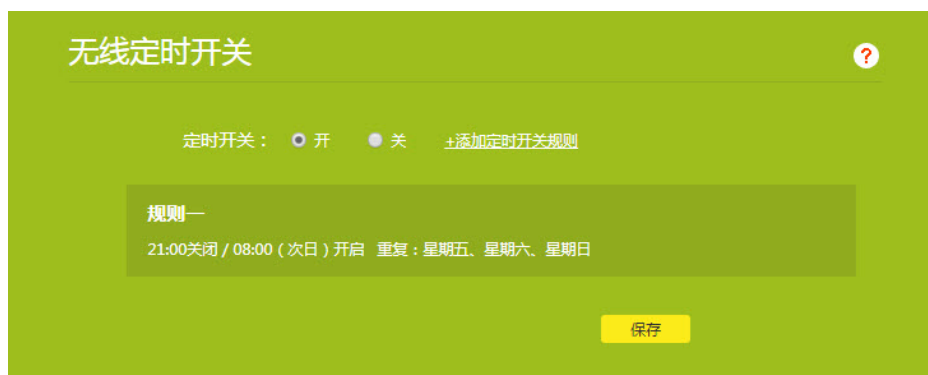 无线定时开关
?
定时开关： 开 关 +添加定时开关规则
规则一
21:00关闭 / 08:00 ( 次日 ) 开启 重复：星期五、星期六、星期日
保存